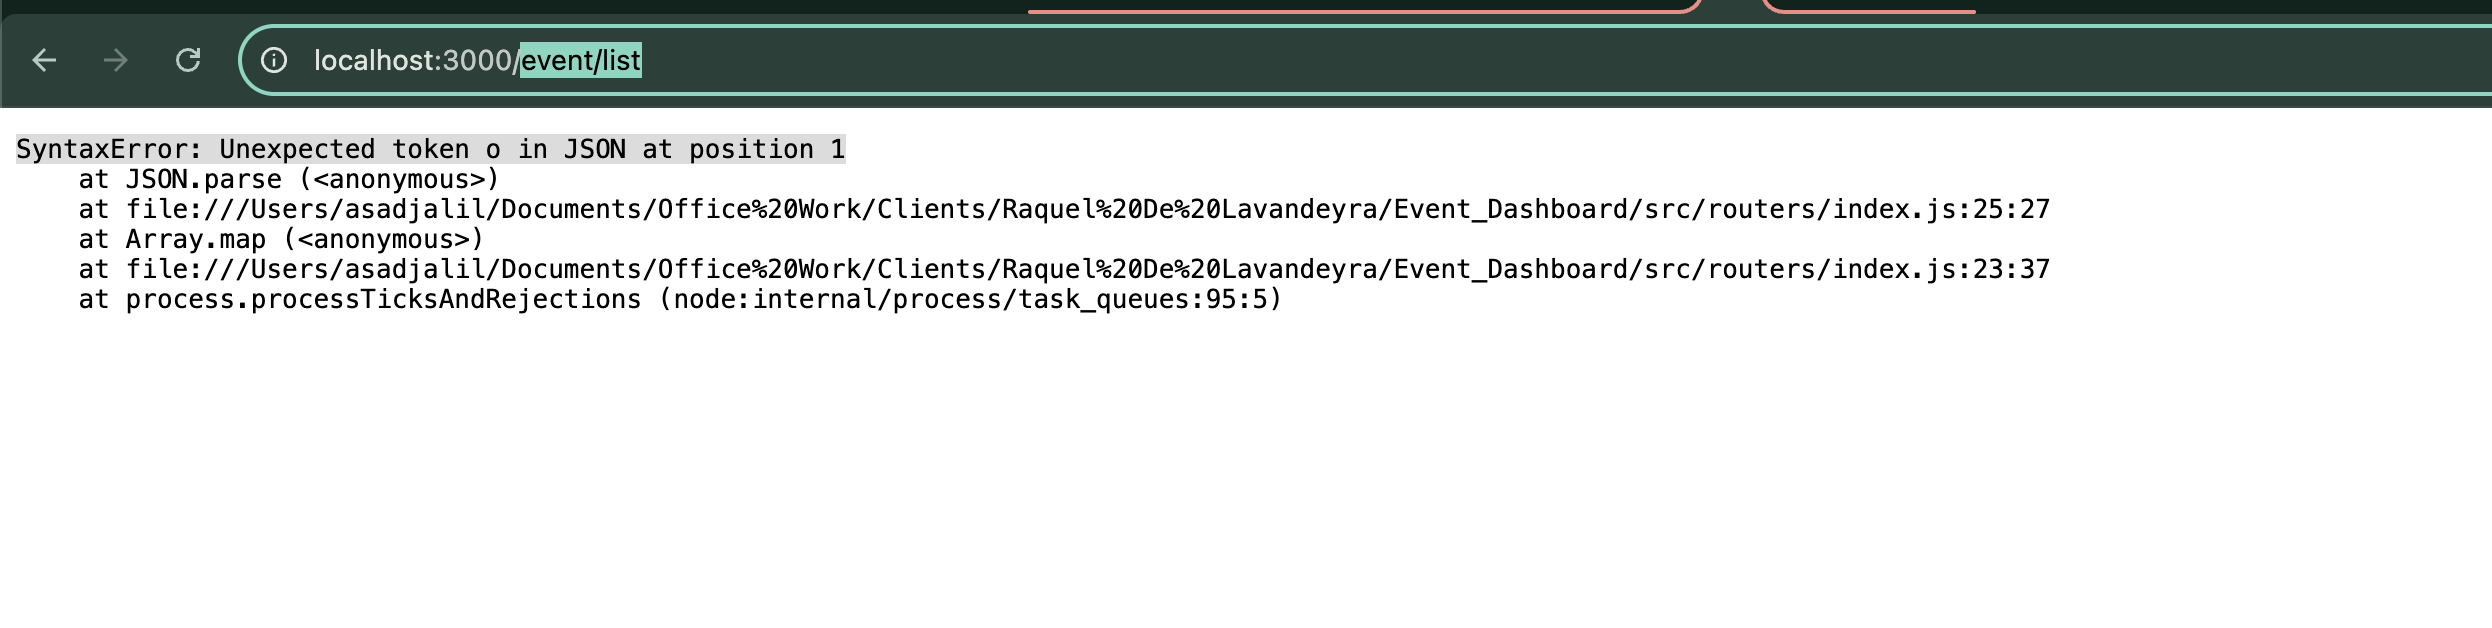 localhost:3000/event/list
SyntaxError: Unexpected token o in JSON at position 1
    at JSON.parse (<anonymous>)
    at file:///Users/asadjalil/Documents/Office%20Work/Clients/Raquel%20De%20Lavandeyra/Event_Dashboard/src/routers/index.js:25:27
    at Array.map (<anonymous>)
    at file:///Users/asadjalil/Documents/Office%20Work/Clients/Raquel%20De%20Lavandeyra/Event_Dashboard/src/routers/index.js:23:37
    at process.processTicksAndRejections (node:internal/process/task_queues:95:5)